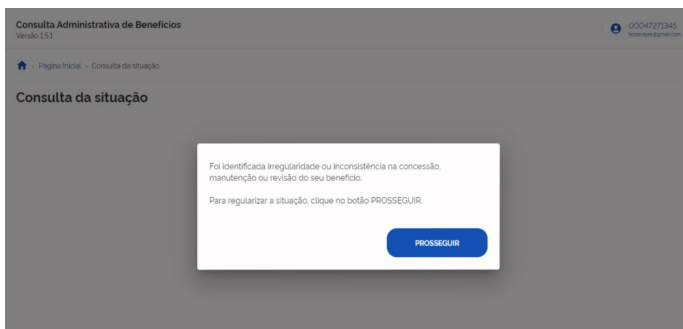 Consulta Administrativa de Benefícios
Versão 1.5.1
00047271345
Página Inicial › Consulta da situação
Consulta da situação
Foi identificada irregularidade ou inconsistência na concessão,
manutenção ou revisão do seu benefício.
Para regularizar a situação, clique no botão PROSSEGUIR.
PROSSEGUIR